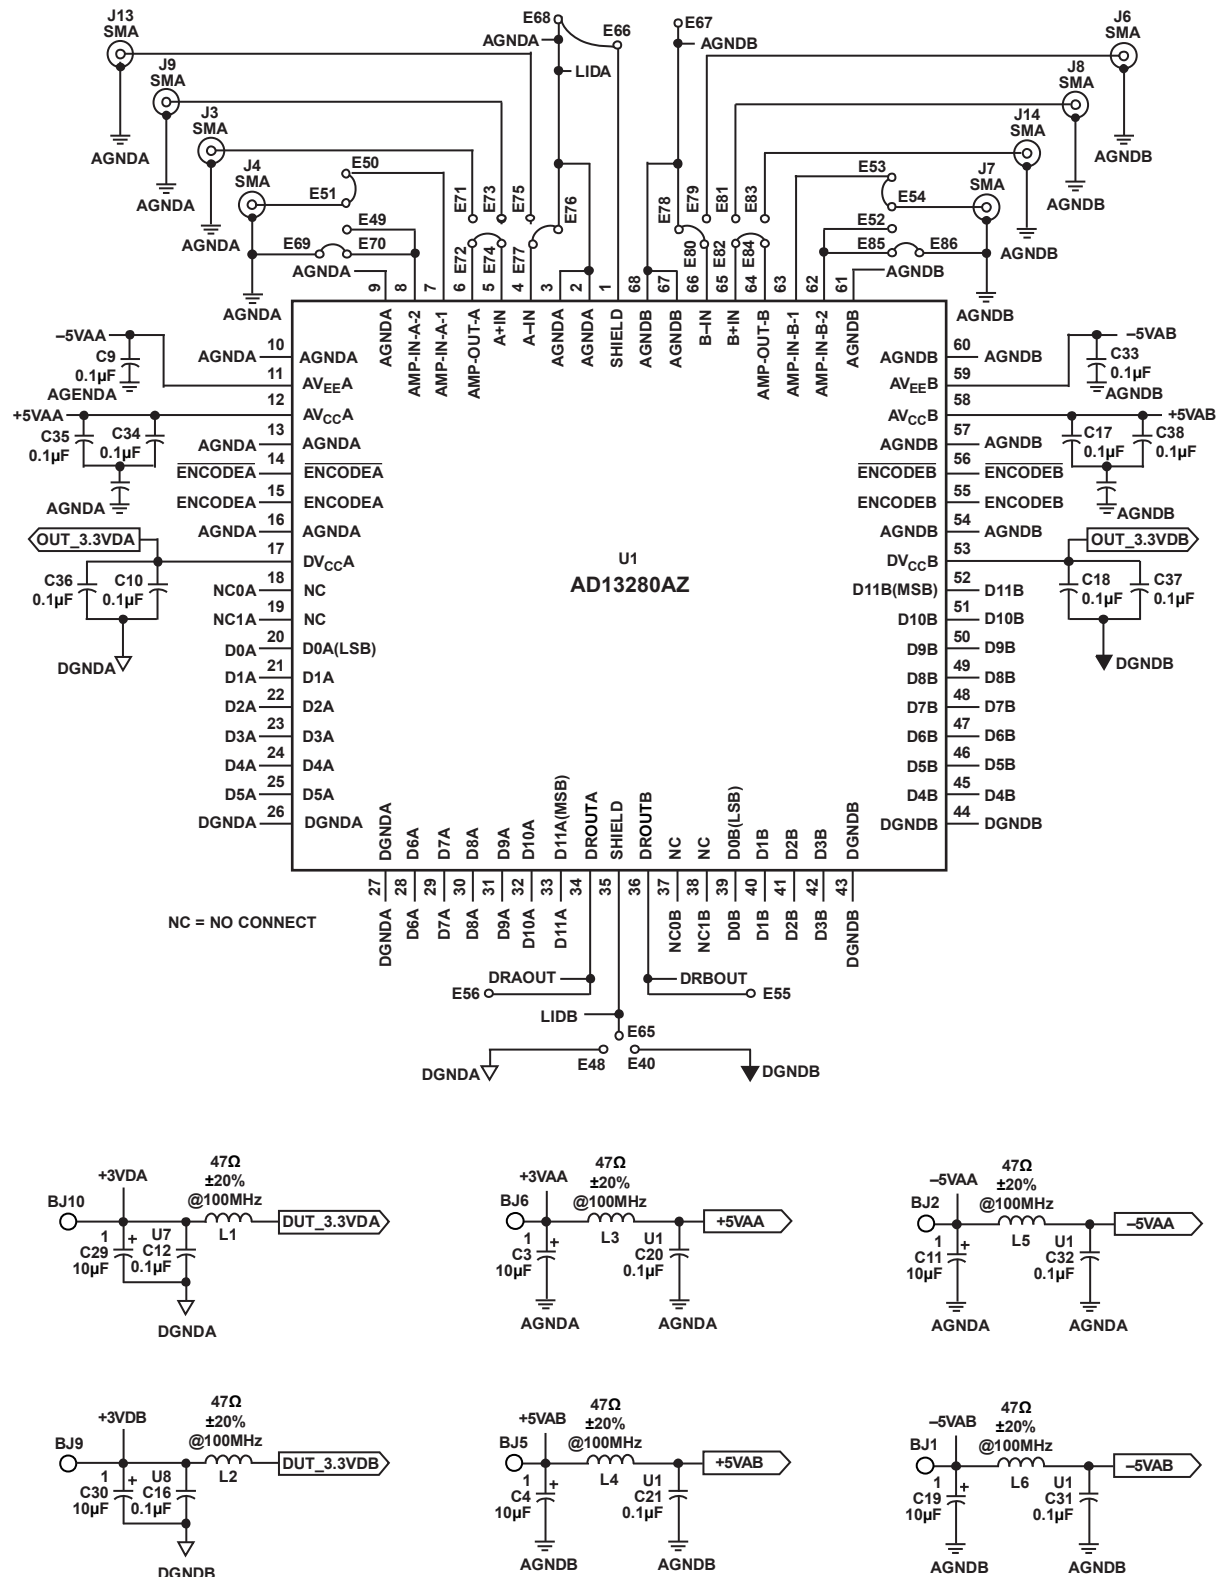 J13
SMA
J9
SMA
J3
SMA
J4
SMA
AGNDA
AGNDA
AGNDA
AGNDA
E51
E50
E49
E69
E70
AGNDA
E71
E72
E73
E74
E75
E77
E76
E68
E66
AGNDA
LIDA
E67
AGNDB
E78
E79
E80
E81
E82
E83
E84
E53
E54
E52
E85
E86
AGNDB
J6
SMA
J8
SMA
J14
SMA
J7
SMA
AGNDB
AGNDB
AGNDB
AGNDB
9 8 7 6 5 4 3 2 1 68 67 66 65 64 63 62 61
AGNDA
AMP-IN-A-2
AMP-IN-A-1
AMP-OUT-A
A+IN
A–IN
AGNDA
AGNDA
SHIELD
AGNDB
AGNDB
B–IN
B+IN
AMP-OUT-B
AMP-IN-B-1
AMP-IN-B-2
AGNDB
–5VAA
C9
0.1µF
AGENDA
+5VAA
C35
0.1µF
C34
0.1µF
AGNDA
OUT_3.3VDA
C36
0.1µF
C10
0.1µF
DGNDA
AGNDA 10 AGNDA
11 AVEEA
12 AVCCA
AGNDA 13 AGNDA
ENCODEA 14 ENCODEA
ENCODEA 15 ENCODEA
AGNDA 16 AGNDA
17 DVCCA
NC0A 18 NC
NC1A 19 NC
D0A 20 D0A(LSB)
D1A 21 D1A
D2A 22 D2A
D3A 23 D3A
D4A 24 D4A
D5A 25 D5A
DGNDA 26 DGNDA
U1
AD13280AZ
AGNDB 60 AGNDB
AVEEB 59
AVCCB 58
AGNDB 57 AGNDB
ENCODEB 56 ENCODEB
ENCODEB 55 ENCODEB
AGNDB 54 AGNDB
DVCCB 53
D11B(MSB) 52 D11B
D10B 51 D10B
D9B 50 D9B
D8B 49 D8B
D7B 48 D7B
D6B 47 D6B
D5B 46 D5B
D4B 45 D4B
DGNDB 44 DGNDB
–5VAB
C33
0.1µF
AGNDB
+5VAB
C17
0.1µF
C38
0.1µF
AGNDB
OUT_3.3VDB
C18
0.1µF
C37
0.1µF
DGNDB
DGNDA
D6A
D7A
D8A
D9A
D10A
D11A(MSB)
DROUTA
SHIELD
DROUTB
NC
NC
D0B(LSB)
D1B
D2B
D3B
DGNDB
27 28 29 30 31 32 33 34 35 36 37 38 39 40 41 42 43
DGNDA
D6A
D7A
D8A
D9A
D10A
D11A
NC0B
NC1B
D0B
D1B
D2B
D3B
DGNDB
NC = NO CONNECT
DRAOUT
E56
DRBOUT
E55
LIDB
E65
E48
E40
DGNDA
DGNDB
+3VDA
BJ10
1
C29
10µF
+
U7
C12
0.1µF
47Ω
±20%
@100MHz
L1
DUT_3.3VDA
DGNDA
+3VAA
BJ6
1
C3
10µF
+
47Ω
±20%
@100MHz
L3
U1
C20
0.1µF
+5VAA
AGNDA
AGNDA
–5VAA
BJ2
1
C11
10µF
+
47Ω
±20%
@100MHz
L5
U1
C32
0.1µF
–5VAA
AGNDA
AGNDA
+3VDB
BJ9
1
C30
10µF
+
U8
C16
0.1µF
47Ω
±20%
@100MHz
L2
DUT_3.3VDB
DGNDB
+5VAB
BJ5
1
C4
10µF
+
47Ω
±20%
@100MHz
L4
U1
C21
0.1µF
+5VAB
AGNDB
AGNDB
–5VAB
BJ1
1
C19
10µF
+
47Ω
±20%
@100MHz
L6
U1
C31
0.1µF
–5VAB
AGNDB
AGNDB